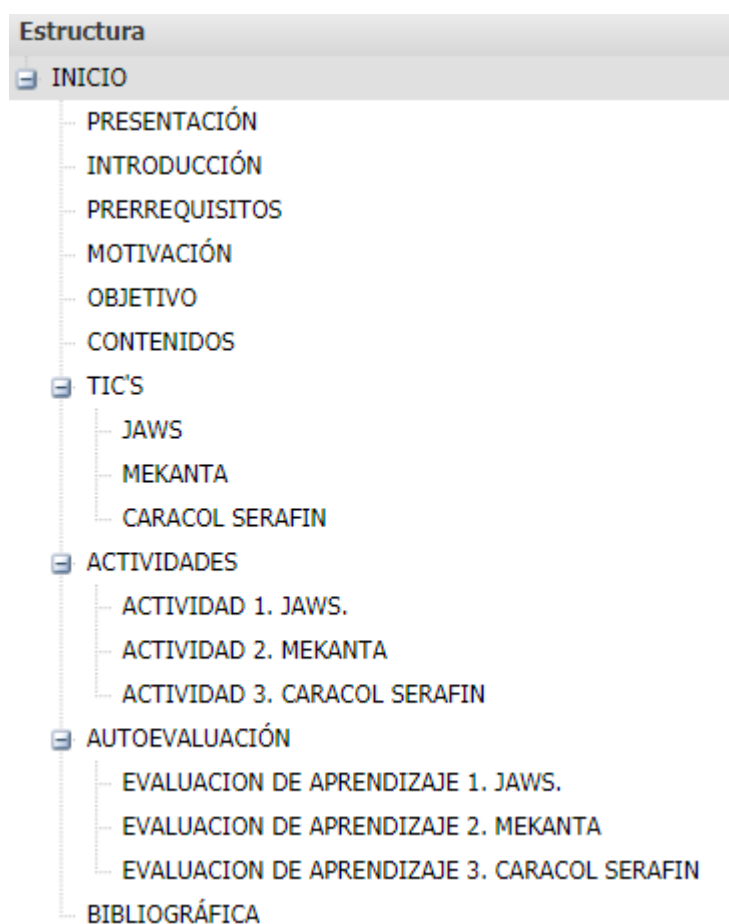 Estructura
INICIO
PRESENTACIÓN
INTRODUCCIÓN
PRERREQUISITOS
MOTIVACIÓN
OBJETIVO
CONTENIDOS
TIC'S
JAWS
MEKANTA
CARACOL SERAFIN
ACTIVIDADES
ACTIVIDAD 1. JAWS.
ACTIVIDAD 2. MEKANTA
ACTIVIDAD 3. CARACOL SERAFIN
AUTOEVALUACIÓN
EVALUACION DE APRENDIZAJE 1. JAWS.
EVALUACION DE APRENDIZAJE 2. MEKANTA
EVALUACION DE APRENDIZAJE 3. CARACOL SERAFIN
BIBLIOGRÁFICA